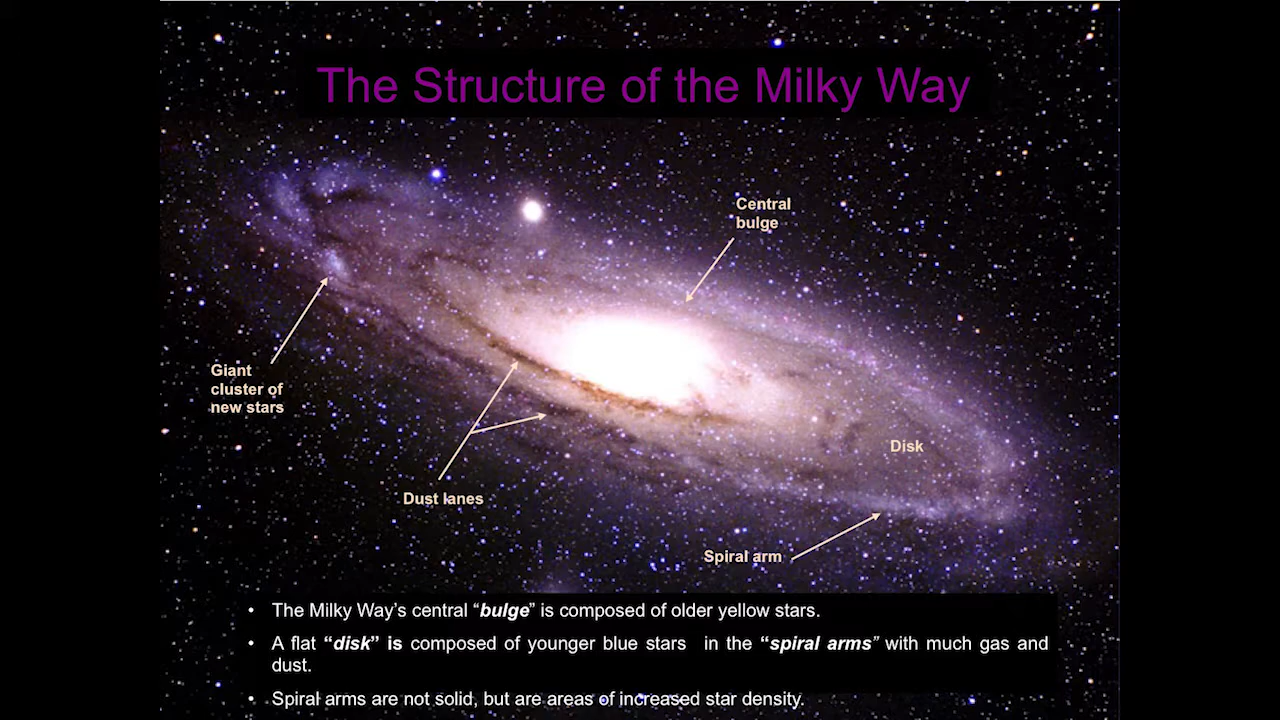 The Structure of the Milky Way
Central
bulge
Giant
cluster of
new stars
Disk
Dust lanes
Spiral arm
• The Milky Way's central “bulge” is composed of older yellow stars.
• A flat “disk” is composed of younger blue stars in the “spiral arms” with much gas and
dust.
• Spiral arms are not solid, but are areas of increased star density.